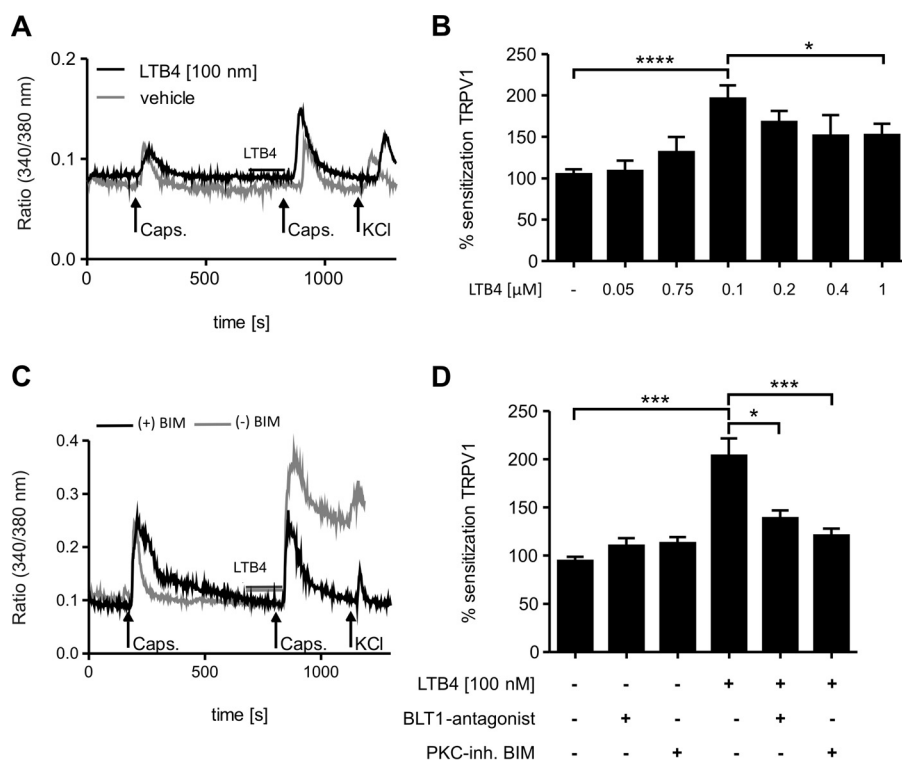 A
0.2
LTB4 [100 nm]
vehicle
0.1
LTB4
Caps.
Caps.
KCl
0.0
0
500
1000
Ratio (340/380 nm)
time [s]
B
250
200
150
100
50
0
% sensitization TRPV1
****
*
LTB4 [µM]
- 0.05 0.75 0.1 0.2 0.4 1
C
(+) BIM
(-) BIM
0.4
0.3
0.2
0.1
0.0
LTB4
Caps.
Caps.
KCl
0
500
1000
Ratio (340/380 nm)
time [s]
D
250
200
150
100
50
0
% sensitization TRPV1
***
***
*
LTB4 [100 nM] - - - + + +
BLT1-antagonist - + - - + -
PKC-inh. BIM - - + - - +